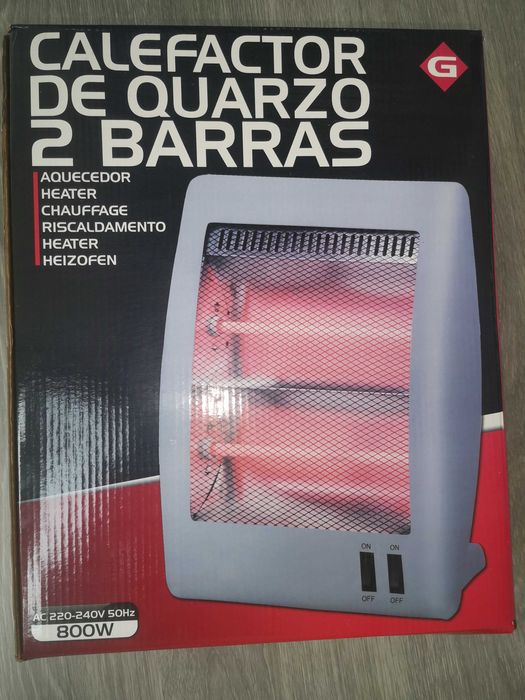 CALEFACTOR
DE QUARZO
2 BARRAS
G
AQUECEDOR
HEATER
CHAUFFAGE
RISCALDAMENTO
HEATER
HEIZOFEN
ON ON
OFF OFF
AC 220-240V 50Hz
800W